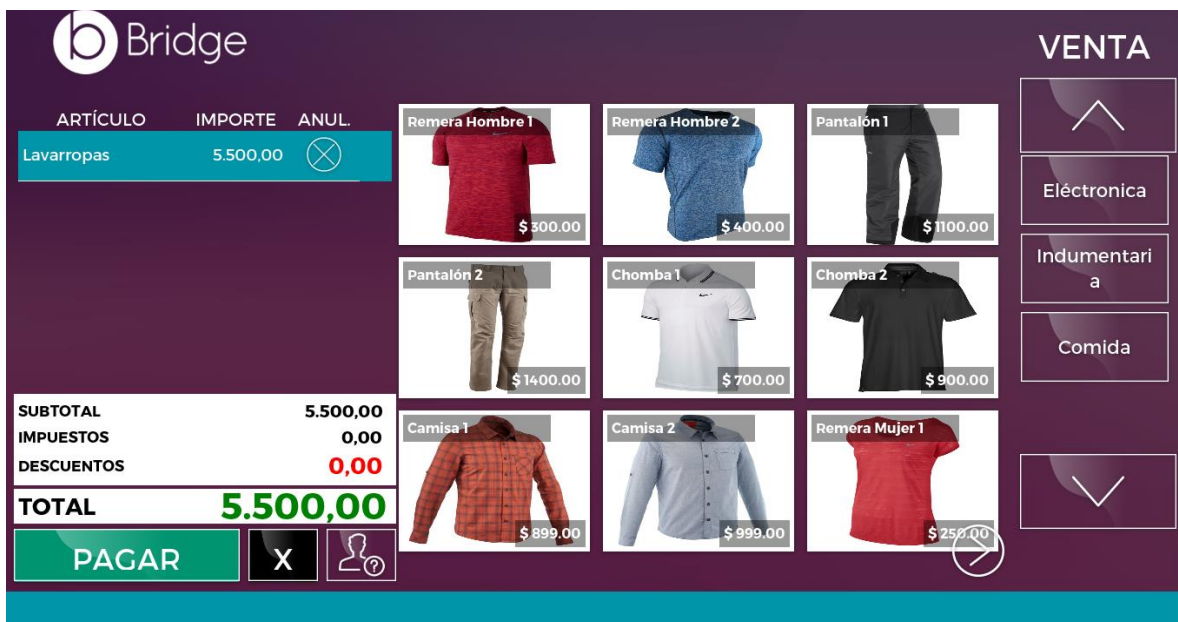 b Bridge
VENTA
ARTÍCULO IMPORTE ANUL.
Lavarropas 5.500,00
Remera Hombre 1
$ 300.00
Remera Hombre 2
$ 400.00
Pantalón 1
$ 1100.00
Pantalón 2
$ 1400.00
Chomba 1
$ 700.00
Chomba 2
$ 900.00
Camisa 1
$ 899.00
Camisa 2
$ 999.00
Remera Mujer 1
$ 250.00
Eléctronica
Indumentari
a
Comida
SUBTOTAL 5.500,00
IMPUESTOS 0,00
DESCUENTOS 0,00
TOTAL 5.500,00
PAGAR X ?